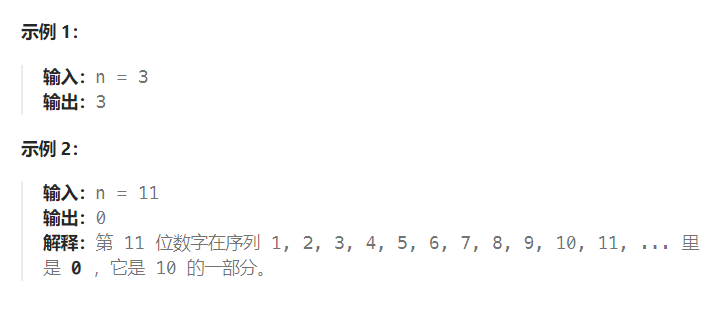 示例 1：
输入：n = 3
输出：3
示例 2：
输入：n = 11
输出：0
解释：第 11 位数字在序列 1, 2, 3, 4, 5, 6, 7, 8, 9, 10, 11, ... 里
是 0 ，它是 10 的一部分。